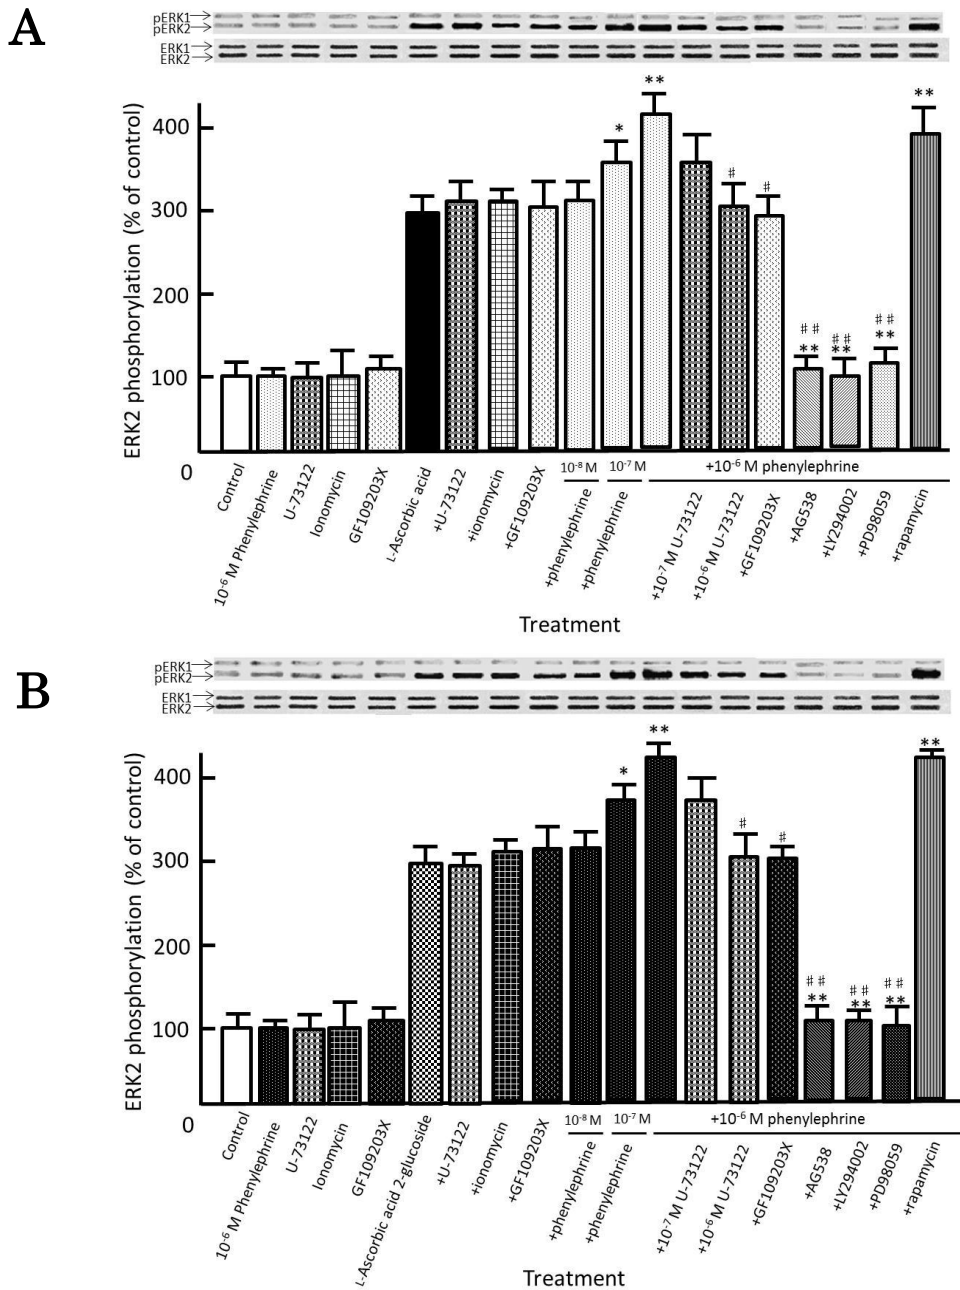 A
pERK1
pERK2
ERK1
ERK2
ERK2 phosphorylation (% of control)
400
300
200
100
0
**
*
**
#
#
##
**
##
**
##
**
10⁻⁸ M
10⁻⁷ M
+10⁻⁶ M phenylephrine
Control
10⁻⁶ M Phenylephrine
U-73122
Ionomycin
GF109203X
L-Ascorbic acid
+U-73122
+ionomycin
+GF109203X
+phenylephrine
+phenylephrine
+10⁻⁷ M U-73122
+10⁻⁶ M U-73122
+GF109203X
+AG538
+LY294002
+PD98059
+rapamycin
Treatment
B
pERK1
pERK2
ERK1
ERK2
ERK2 phosphorylation (% of control)
400
300
200
100
0
**
*
**
#
#
##
**
##
**
##
**
10⁻⁸ M
10⁻⁷ M
+10⁻⁶ M phenylephrine
Control
10⁻⁶ M Phenylephrine
U-73122
Ionomycin
GF109203X
L-Ascorbic acid 2-glucoside
+U-73122
+ionomycin
+GF109203X
+phenylephrine
+phenylephrine
+10⁻⁷ M U-73122
+10⁻⁶ M U-73122
+GF109203X
+AG538
+LY294002
+PD98059
+rapamycin
Treatment